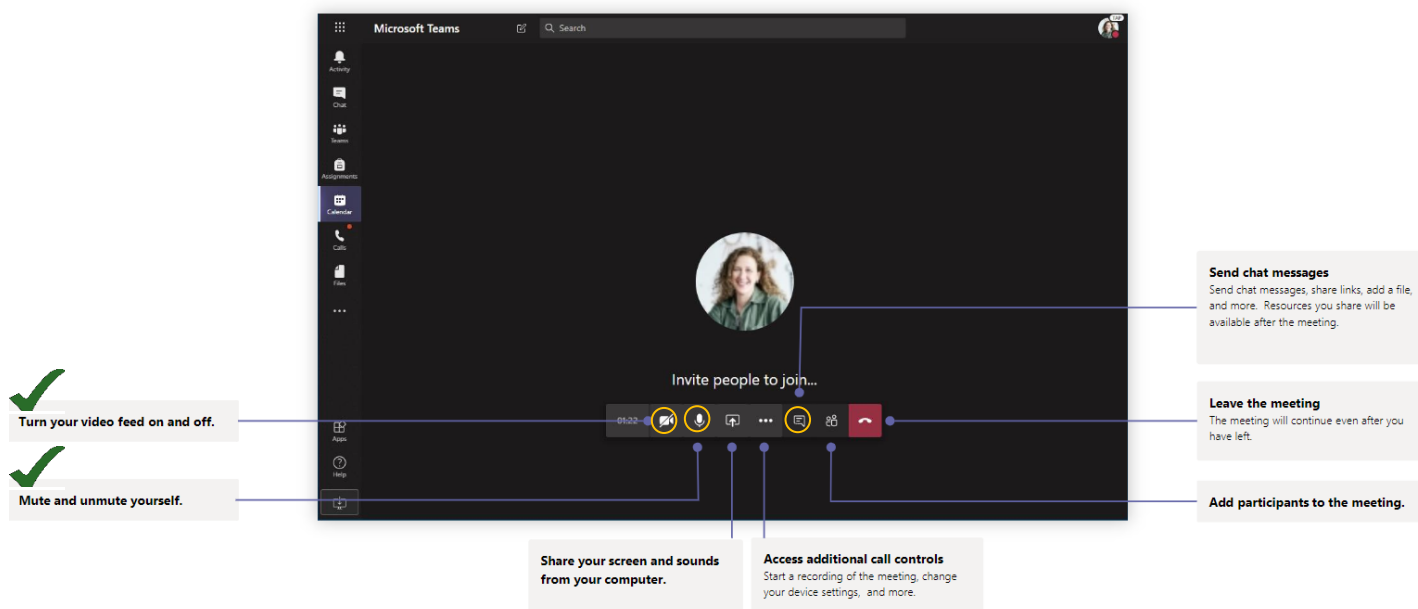 Microsoft Teams
Search
TAP
Activity
Chat
Teams
Assignments
Calendar
Calls
Files
Apps
Help
Invite people to join...
01:22
Turn your video feed on and off.
Mute and unmute yourself.
Share your screen and sounds
from your computer.
Access additional call controls
Start a recording of the meeting, change
your device settings,  and more.
Send chat messages
Send chat messages, share links, add a file,
and more.  Resources you share will be
available after the meeting.
Leave the meeting
The meeting will continue even after you
have left.
Add participants to the meeting.